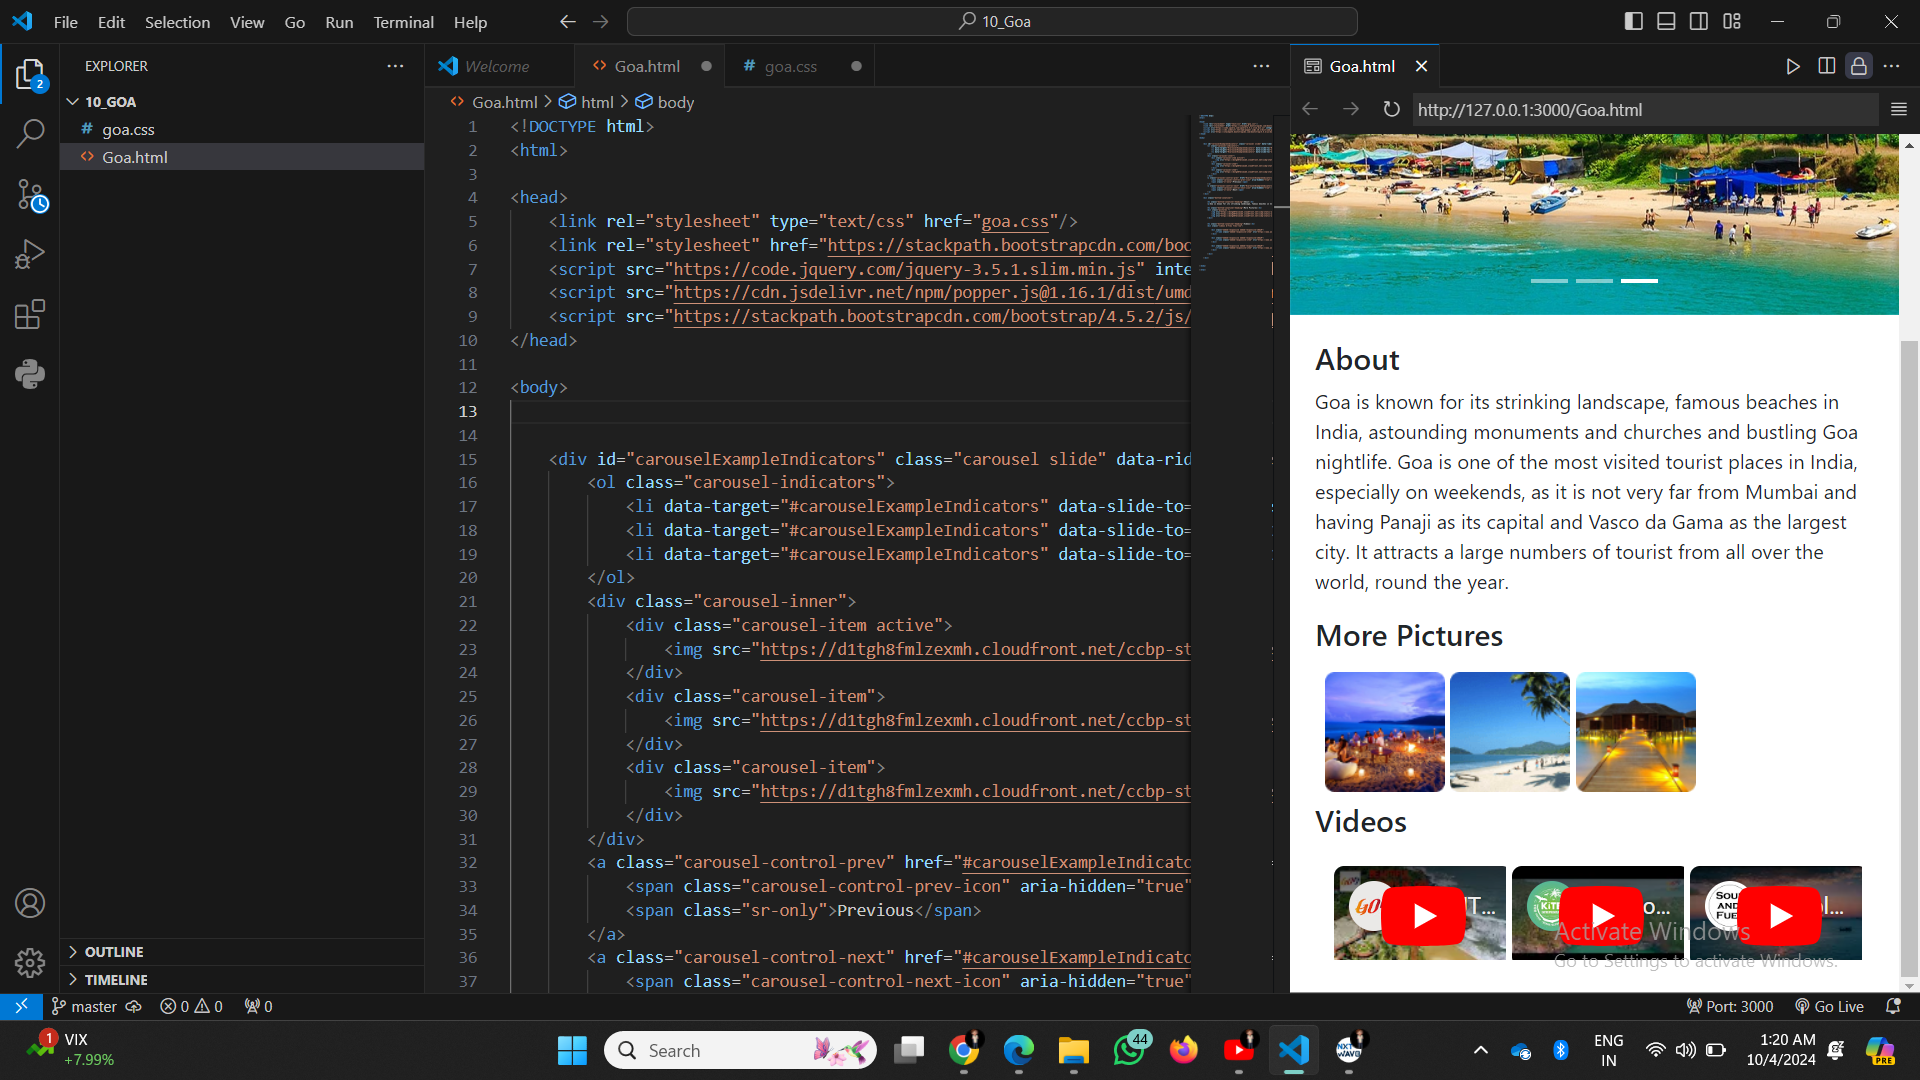 File Edit Selection View Go Run Terminal Help
10_Goa
EXPLORER
10_GOA
goa.css
Goa.html
OUTLINE
TIMELINE
Welcome
Goa.html
goa.css
Goa.html > html > body
1 <!DOCTYPE html>
2 <html>
3
4 <head>
5 <link rel="stylesheet" type="text/css" href="goa.css"/>
6 <link rel="stylesheet" href="https://stackpath.bootstrapcdn.com/boo
7 <script src="https://code.jquery.com/jquery-3.5.1.slim.min.js" inte
8 <script src="https://cdn.jsdelivr.net/npm/popper.js@1.16.1/dist/umd
9 <script src="https://stackpath.bootstrapcdn.com/bootstrap/4.5.2/js/
10 </head>
11
12 <body>
13
14
15 <div id="carouselExampleIndicators" class="carousel slide" data-rid
16 <ol class="carousel-indicators">
17 <li data-target="#carouselExampleIndicators" data-slide-to=
18 <li data-target="#carouselExampleIndicators" data-slide-to=
19 <li data-target="#carouselExampleIndicators" data-slide-to=
20 </ol>
21 <div class="carousel-inner">
22 <div class="carousel-item active">
23 <img src="https://d1tgh8fmlzexmh.cloudfront.net/ccbp-st
24 </div>
25 <div class="carousel-item">
26 <img src="https://d1tgh8fmlzexmh.cloudfront.net/ccbp-st
27 </div>
28 <div class="carousel-item">
29 <img src="https://d1tgh8fmlzexmh.cloudfront.net/ccbp-st
30 </div>
31 </div>
32 <a class="carousel-control-prev" href="#carouselExampleIndicato
33 <span class="carousel-control-prev-icon" aria-hidden="true"
34 <span class="sr-only">Previous</span>
35 </a>
36 <a class="carousel-control-next" href="#carouselExampleIndicato
37 <span class="carousel-control-next-icon" aria-hidden="true"
Goa.html
http://127.0.0.1:3000/Goa.html
About
Goa is known for its strinking landscape, famous beaches in
India, astounding monuments and churches and bustling Goa
nightlife. Goa is one of the most visited tourist places in India,
especially on weekends, as it is not very far from Mumbai and
having Panaji as its capital and Vasco da Gama as the largest
city. It attracts a large numbers of tourist from all over the
world, round the year.
More Pictures
Videos
Activate Windows
Go to Settings to activate Windows.
master 0 0 0
Port: 3000 Go Live
1 VIX
+7.99%
Search
44
ENG
IN
1:20 AM
10/4/2024
PRE